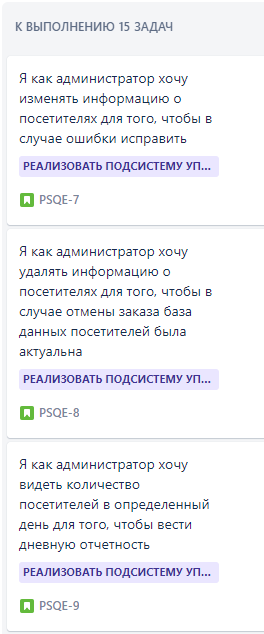 К ВЫПОЛНЕНИЮ 15 ЗАДАЧ
Я как администратор хочу
изменять информацию о
посетителях для того, чтобы в
случае ошибки исправить
РЕАЛИЗОВАТЬ ПОДСИСТЕМУ УП...
PSQE-7
Я как администратор хочу
удалять информацию о
посетителях для того, чтобы в
случае отмены заказа база
данных посетителей была
актуальна
РЕАЛИЗОВАТЬ ПОДСИСТЕМУ УП...
PSQE-8
Я как администратор хочу
видеть количество
посетителей в определенный
день для того, чтобы вести
дневную отчетность
РЕАЛИЗОВАТЬ ПОДСИСТЕМУ УП...
PSQE-9